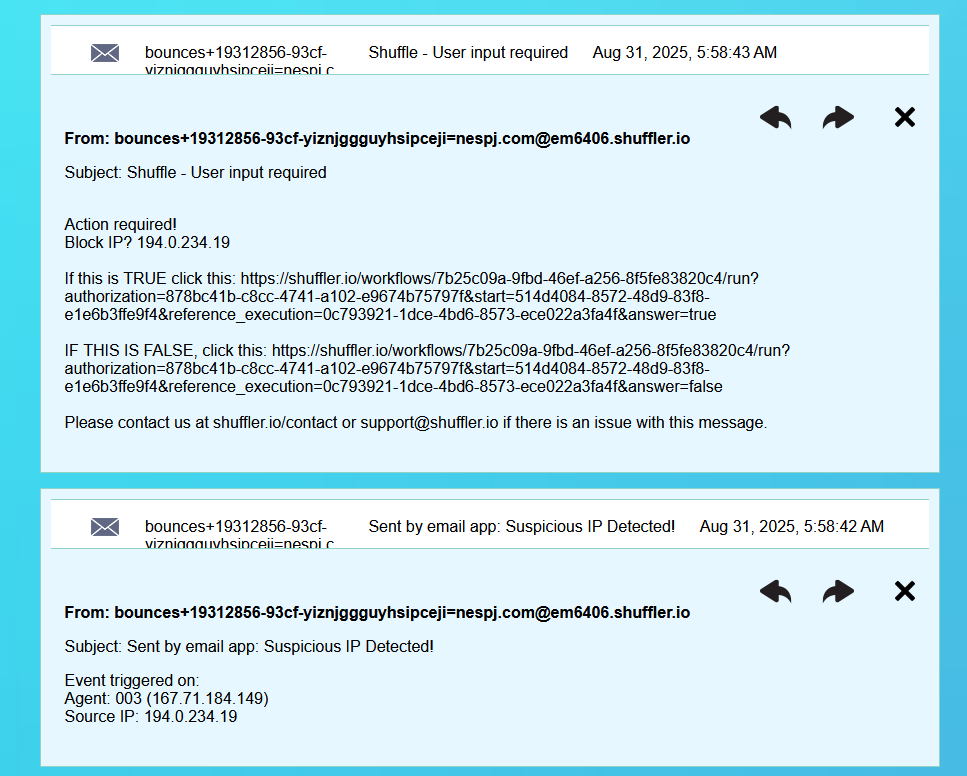 bounces+19312856-93cf-
yiznjggguyhsipceji=nespj.c
Shuffle - User input required
Aug 31, 2025, 5:58:43 AM
From: bounces+19312856-93cf-yiznjggguyhsipceji=nespj.com@em6406.shuffler.io
Subject: Shuffle - User input required
Action required!
Block IP? 194.0.234.19
If this is TRUE click this: https://shuffler.io/workflows/7b25c09a-9fbd-46ef-a256-8f5fe83820c4/run?
authorization=878bc41b-c8cc-4741-a102-e9674b75797f&start=514d4084-8572-48d9-83f8-
e1e6b3ffe9f4&reference_execution=0c793921-1dce-4bd6-8573-ece022a3fa4f&answer=true
IF THIS IS FALSE, click this: https://shuffler.io/workflows/7b25c09a-9fbd-46ef-a256-8f5fe83820c4/run?
authorization=878bc41b-c8cc-4741-a102-e9674b75797f&start=514d4084-8572-48d9-83f8-
e1e6b3ffe9f4&reference_execution=0c793921-1dce-4bd6-8573-ece022a3fa4f&answer=false
Please contact us at shuffler.io/contact or support@shuffler.io if there is an issue with this message.
bounces+19312856-93cf-
yiznjggguyhsipceji=nespj.c
Sent by email app: Suspicious IP Detected!
Aug 31, 2025, 5:58:42 AM
From: bounces+19312856-93cf-yiznjggguyhsipceji=nespj.com@em6406.shuffler.io
Subject: Sent by email app: Suspicious IP Detected!
Event triggered on:
Agent: 003 (167.71.184.149)
Source IP: 194.0.234.19